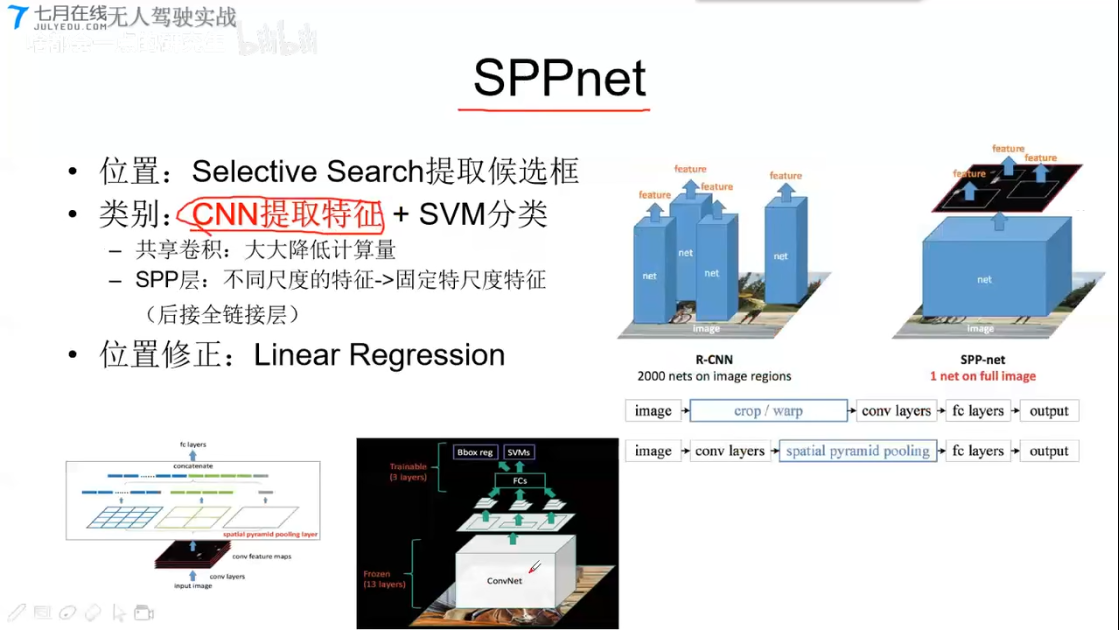 七月在线
JULYEDU.COM
无人驾驶实战
bilibili
SPPnet
• 位置：Selective Search提取候选框
• 类别：CNN提取特征 + SVM分类
– 共享卷积：大大降低计算量
– SPP层：不同尺度的特征->固定特尺度特征
（后接全链接层）
• 位置修正：Linear Regression
feature
feature
feature
feature
net
net
net
net
image
R-CNN
2000 nets on image regions
feature
feature
feature
net
image
SPP-net
1 net on full image
image
crop / warp
conv layers
fc layers
output
image
conv layers
spatial pyramid pooling
fc layers
output
fc layers
concatenate
spatial pyramid pooling layer
conv feature maps
conv layers
input image
Bbox reg
SVMs
Trainable
(3 layers)
FCs
Frozen
(13 layers)
ConvNet